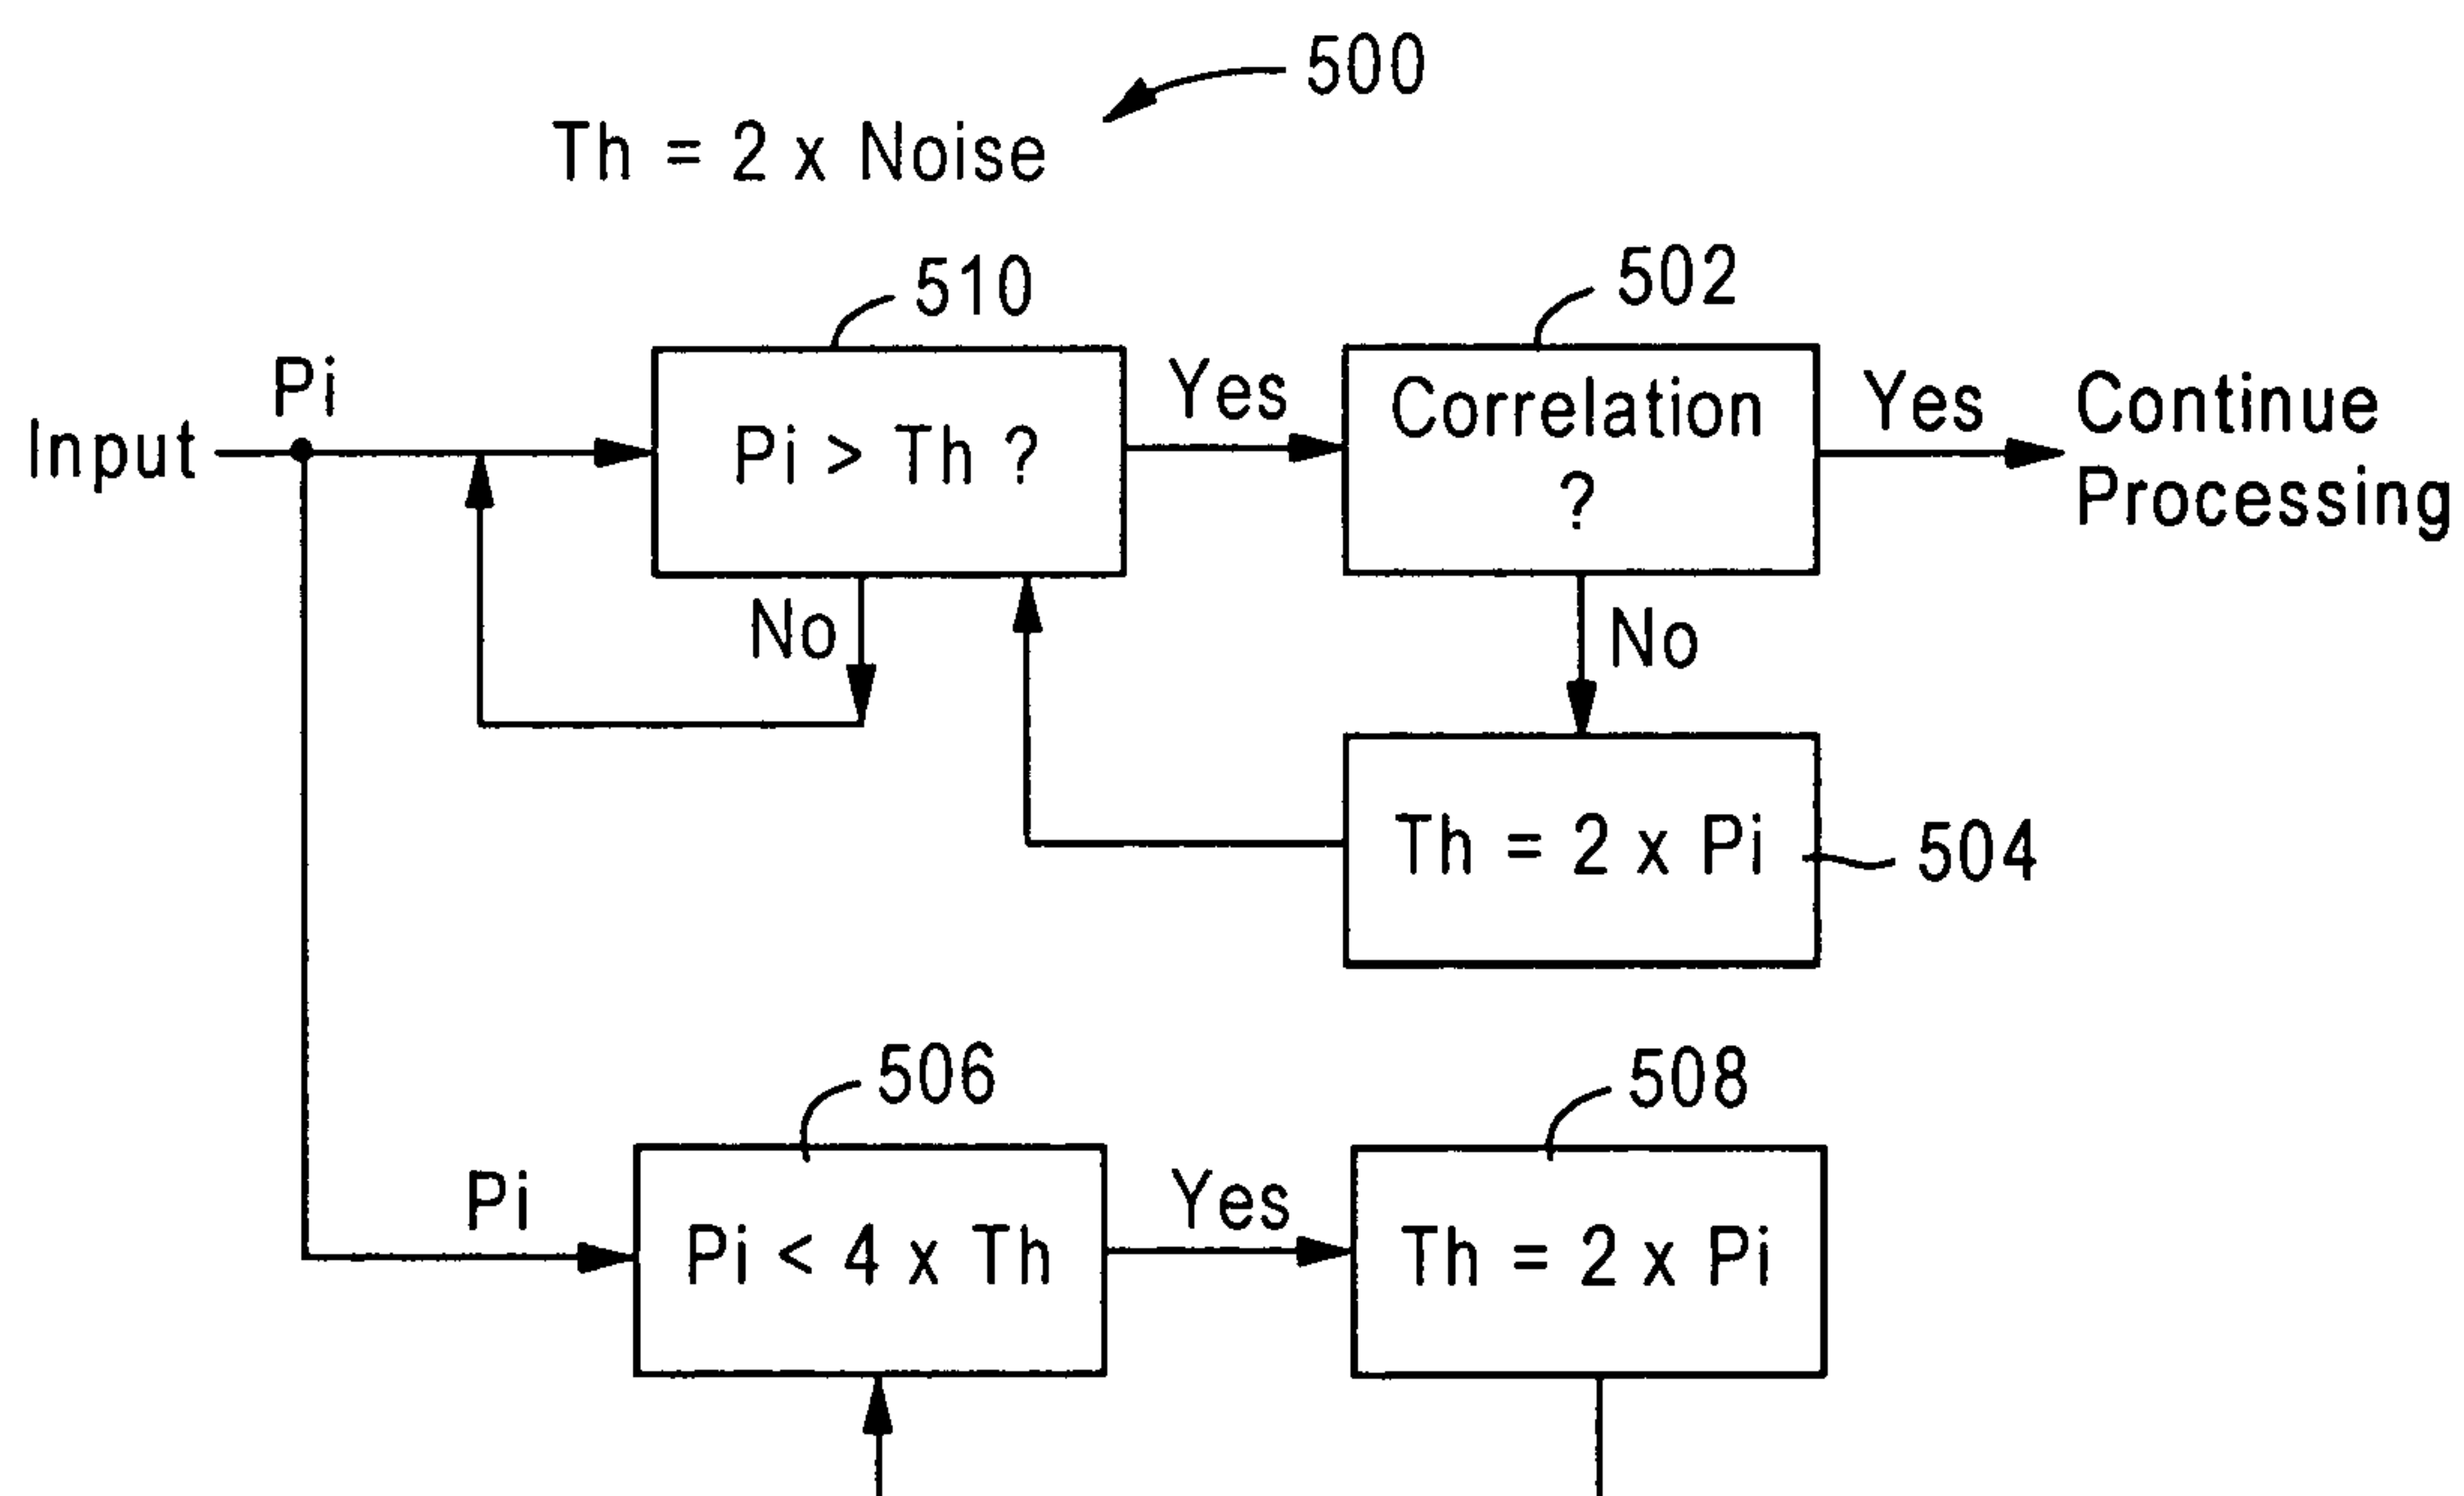 500
Th = 2 x Noise
510
502
Pi
Input
Pi > Th ?
Yes
Correlation
?
Yes
Continue
Processing
No
No
Th = 2 x Pi
504
506
508
Pi
Pi < 4 x Th
Yes
Th = 2 x Pi